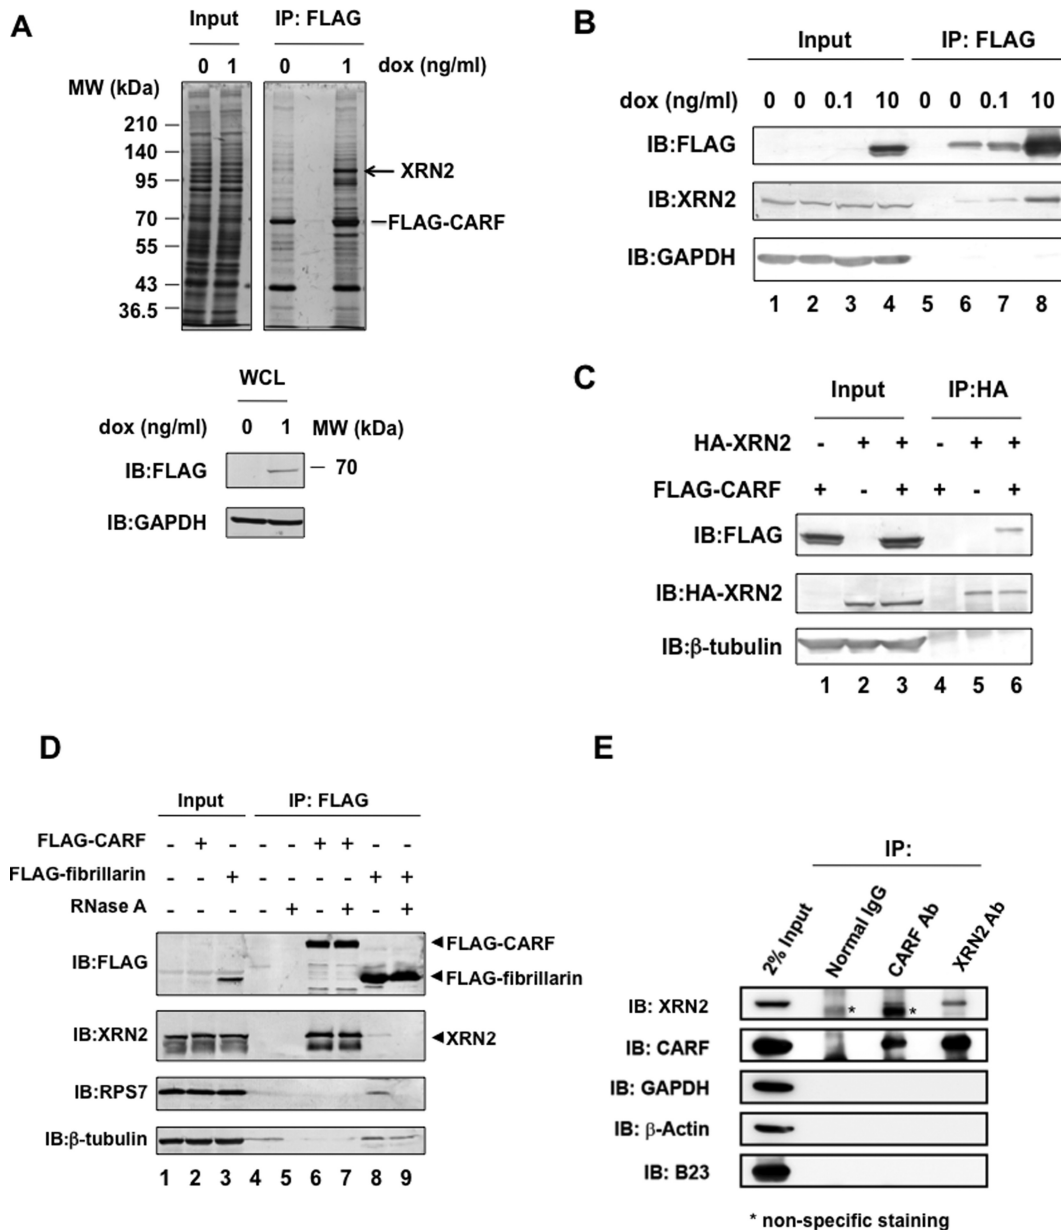 A
Input IP: FLAG
0 1 0 1 dox (ng/ml)
MW (kDa)
210
140
95
70
43
36.5
XRN2
FLAG-CARF
WCL
dox (ng/ml) 0 1 MW (kDa)
IB:FLAG 70
IB:GAPDH
B
Input IP: FLAG
dox (ng/ml) 0 0 0.1 10 0 0 0.1 10
IB:FLAG
IB:XRN2
IB:GAPDH
1 2 3 4 5 6 7 8
C
Input IP:HA
HA-XRN2 - + + - + +
FLAG-CARF + - + + - +
IB:FLAG
IB:HA-XRN2
IB:β-tubulin
1 2 3 4 5 6
D
Input IP: FLAG
FLAG-CARF - + - - - + + - -
FLAG-fibrillarin - - + - - - - + +
RNase A - - - - + - + - +
IB:FLAG FLAG-CARF
FLAG-fibrillarin
IB:XRN2 XRN2
IB:RPS7
IB:β-tubulin
1 2 3 4 5 6 7 8 9
E
IP:
2% Input Normal IgG CARF Ab XRN2 Ab
IB: XRN2 * *
IB: CARF
IB: GAPDH
IB: β-Actin
IB: B23
* non-specific staining